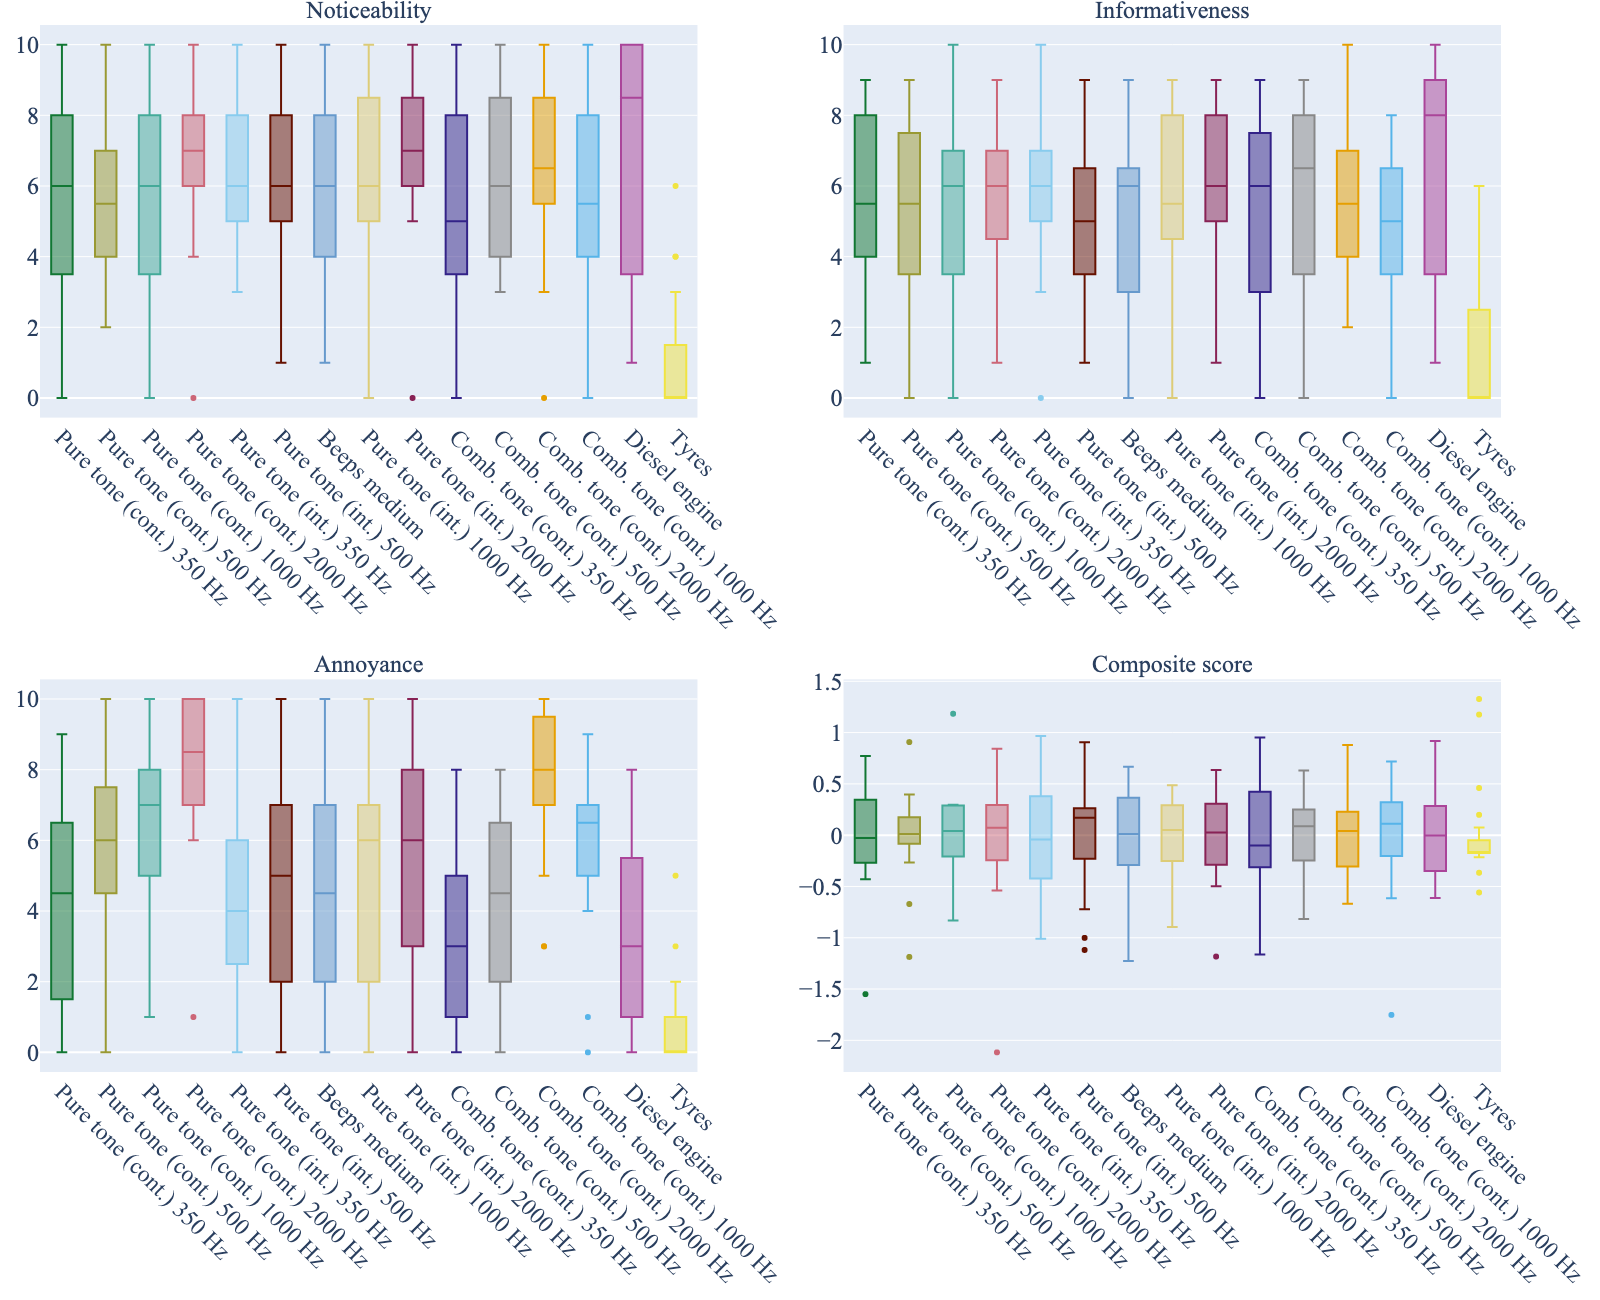 Noticeability
10
8
6
4
2
0
Pure tone (cont.) 350 Hz
Pure tone (cont.) 500 Hz
Pure tone (cont.) 1000 Hz
Pure tone (cont.) 2000 Hz
Pure tone (int.) 350 Hz
Pure tone (int.) 500 Hz
Beeps medium
Pure tone (int.) 1000 Hz
Pure tone (int.) 2000 Hz
Comb. tone (cont.) 350 Hz
Comb. tone (cont.) 500 Hz
Comb. tone (cont.) 2000 Hz
Comb. tone (cont.) 1000 Hz
Diesel engine
Tyres
Informativeness
10
8
6
4
2
0
Pure tone (cont.) 350 Hz
Pure tone (cont.) 500 Hz
Pure tone (cont.) 1000 Hz
Pure tone (cont.) 2000 Hz
Pure tone (int.) 350 Hz
Pure tone (int.) 500 Hz
Beeps medium
Pure tone (int.) 1000 Hz
Pure tone (int.) 2000 Hz
Comb. tone (cont.) 350 Hz
Comb. tone (cont.) 500 Hz
Comb. tone (cont.) 2000 Hz
Comb. tone (cont.) 1000 Hz
Diesel engine
Tyres
Annoyance
10
8
6
4
2
0
Pure tone (cont.) 350 Hz
Pure tone (cont.) 500 Hz
Pure tone (cont.) 1000 Hz
Pure tone (cont.) 2000 Hz
Pure tone (int.) 350 Hz
Pure tone (int.) 500 Hz
Beeps medium
Pure tone (int.) 1000 Hz
Pure tone (int.) 2000 Hz
Comb. tone (cont.) 350 Hz
Comb. tone (cont.) 500 Hz
Comb. tone (cont.) 2000 Hz
Comb. tone (cont.) 1000 Hz
Diesel engine
Tyres
Composite score
1.5
1
0.5
0
−0.5
−1
−1.5
−2
Pure tone (cont.) 350 Hz
Pure tone (cont.) 500 Hz
Pure tone (cont.) 1000 Hz
Pure tone (cont.) 2000 Hz
Pure tone (int.) 350 Hz
Pure tone (int.) 500 Hz
Beeps medium
Pure tone (int.) 1000 Hz
Pure tone (int.) 2000 Hz
Comb. tone (cont.) 350 Hz
Comb. tone (cont.) 500 Hz
Comb. tone (cont.) 2000 Hz
Comb. tone (cont.) 1000 Hz
Diesel engine
Tyres